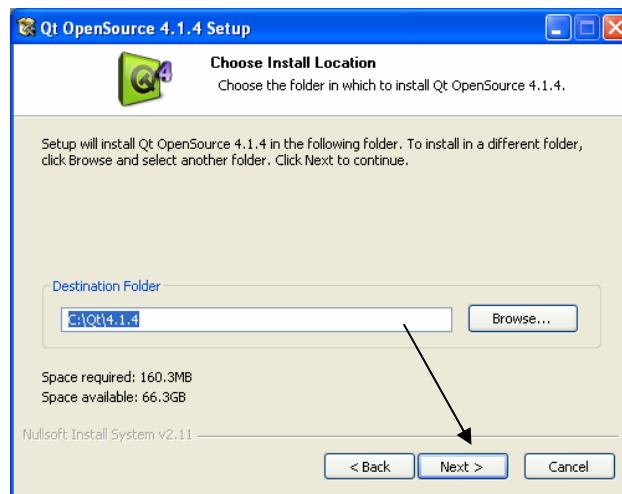 Qt OpenSource 4.1.4 Setup
4
Choose Install Location
Choose the folder in which to install Qt OpenSource 4.1.4.
Setup will install Qt OpenSource 4.1.4 in the following folder. To install in a different folder,
click Browse and select another folder. Click Next to continue.
Destination Folder
C:\Qt\4.1.4
Browse...
Space required: 160.3MB
Space available: 66.3GB
Nullsoft Install System v2.11
< Back
Next >
Cancel